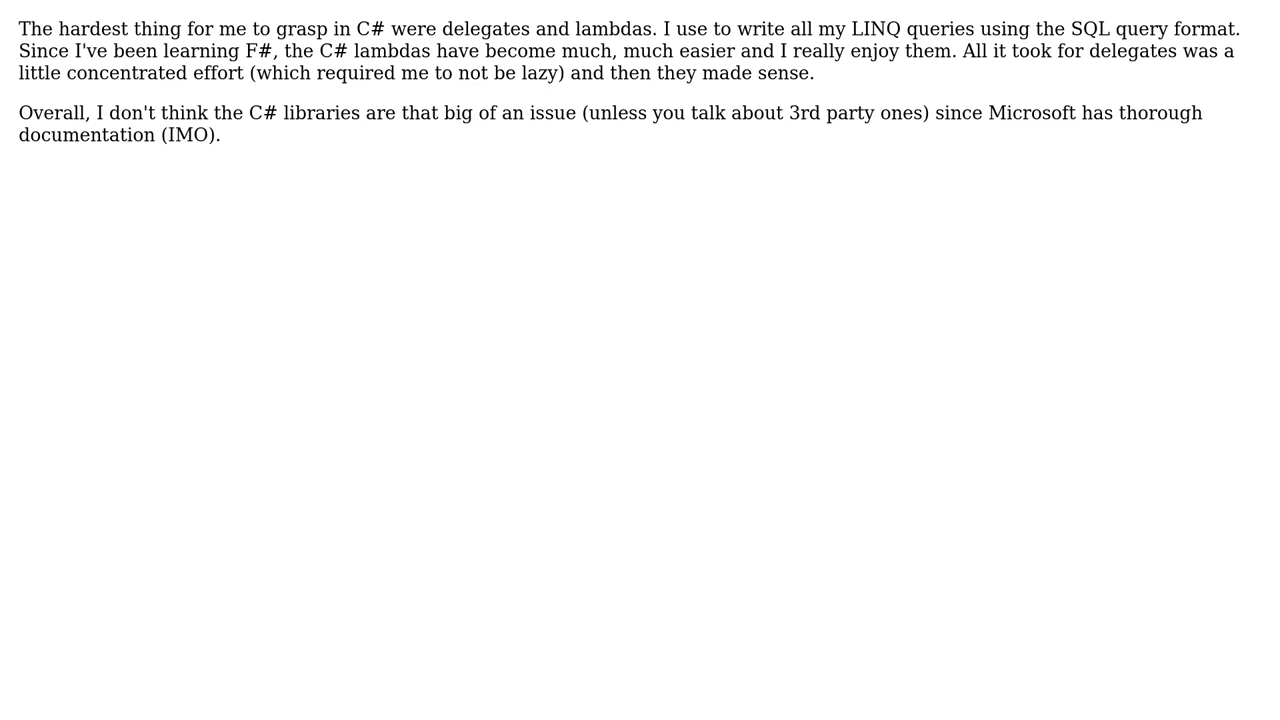 The hardest thing for me to grasp in C# were delegates and lambdas. I use to write all my LINQ queries using the SQL query format.
Since I've been learning F#, the C# lambdas have become much, much easier and I really enjoy them. All it took for delegates was a
little concentrated effort (which required me to not be lazy) and then they made sense.
Overall, I don't think the C# libraries are that big of an issue (unless you talk about 3rd party ones) since Microsoft has thorough
documentation (IMO).